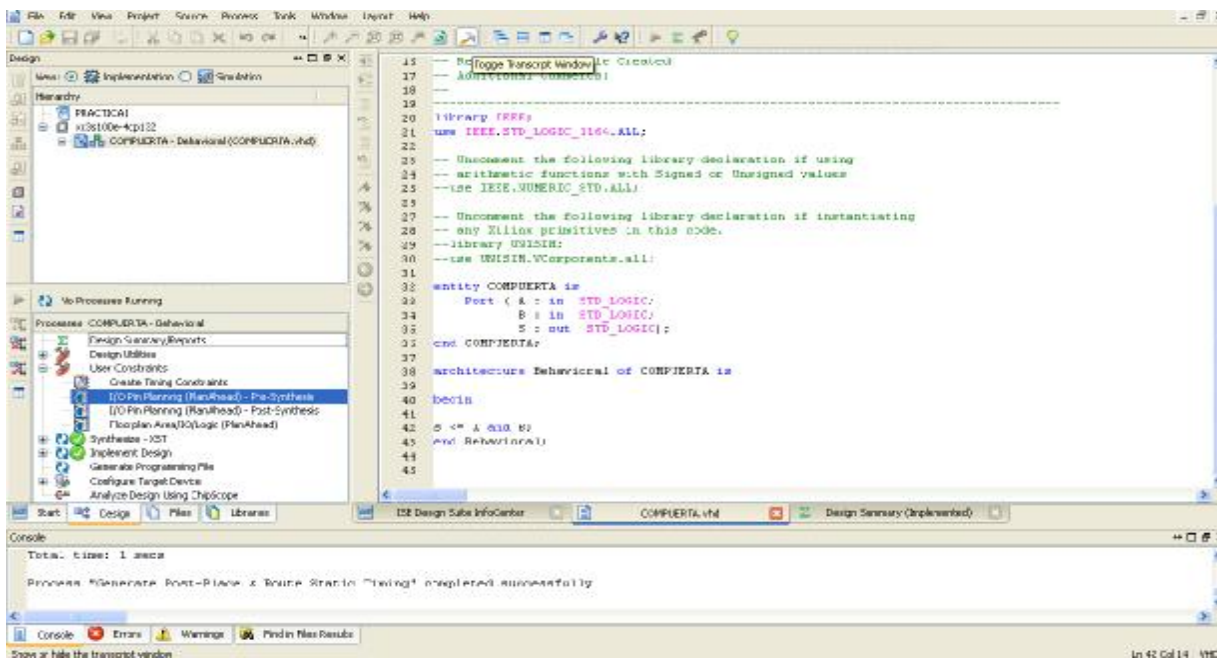 File Edit View Project Source Process Tools Window Layout Help
Design
View: Implementation Simulation
Hierarchy
PRACTICA1
xc3s100e-4cp132
COMPUERTA - Behavioral (COMPUERTA.vhd)
No Processes Running
Processes: COMPUERTA - Behavioral
Design Summary/Reports
Design Utilities
User Constraints
Create Timing Constraints
I/O Pin Planning (PlanAhead) - Pre-Synthesis
I/O Pin Planning (PlanAhead) - Post-Synthesis
Floorplan Area/IO/Logic (PlanAhead)
Synthesize - XST
Implement Design
Generate Programming File
Configure Target Device
Analyze Design Using ChipScope
Start Design Files Libraries
Toggle Transcript Window
Created
17 -- Additional Comments:
18 --
19
20 library IEEE;
21 use IEEE.STD_LOGIC_1164.ALL;
22
23 -- Uncomment the following library declaration if using
24 -- arithmetic functions with Signed or Unsigned values
25 --use IEEE.NUMERIC_STD.ALL;
26
27 -- Uncomment the following library declaration if instantiating
28 -- any Xilinx primitives in this code.
29 --library UNISIM;
30 --use UNISIM.VComponents.all;
31
32 entity COMPUERTA is
33 Port ( A : in STD_LOGIC;
34 B : in STD_LOGIC;
35 S : out STD_LOGIC);
36 end COMPUERTA;
37
38 architecture Behavioral of COMPUERTA is
39
40 begin
41
42 S <= A and B;
43 end Behavioral;
44
45
ISE Design Suite InfoCenter COMPUERTA.vhd Design Summary (Implemented)
Console
Total time: 1 secs
Process "Generate Post-Place & Route Static Timing" completed successfully
Console Errors Warnings Find in Files Results
Show or hide the transcript window
Ln 42 Col 14 VHD